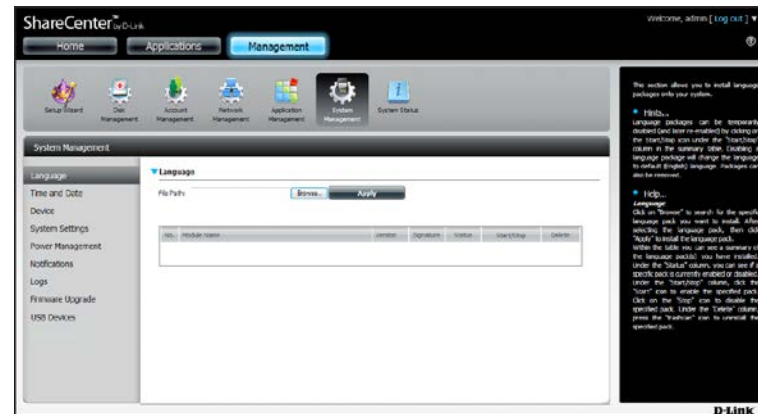 ShareCenter™ by D-Link
Welcome, admin [ Log out ]
Home Applications Management
Setup Wizard Disk Management Account Management Network Management Application Management System Management System Status
System Management
Language
Time and Date
Device
System Settings
Power Management
Notifications
Logs
Firmware Upgrade
USB Devices
Language
File Path: Browse... Apply
No. Module Name Version Signature Status Start/Stop Delete
This section allows you to install language
packages onto your system.
Hints...
Language packages can be temporarily
disabled (and later re-enabled) by clicking on
the Start/Stop icon under the "Start/Stop"
column in the summary table. Disabling a
language package will change the language
to default (English) language. Packages can
also be removed.
Help...
Language
Click on "Browse" to search for the specific
language pack you want to install. After
selecting the language pack, then click
"Apply" to install the language pack.
Within the table you can see a summary of
the language pack(s) you have installed.
Under the "Status" column, you can see if a
specific pack is currently enabled or disabled.
Under the "Start/Stop" column, click the
"Start" icon to enable the specified pack.
Click on the "Stop" icon to disable the
specified pack. Under the "Delete" column,
press the "trashcan" icon to uninstall the
specified pack.
D-Link